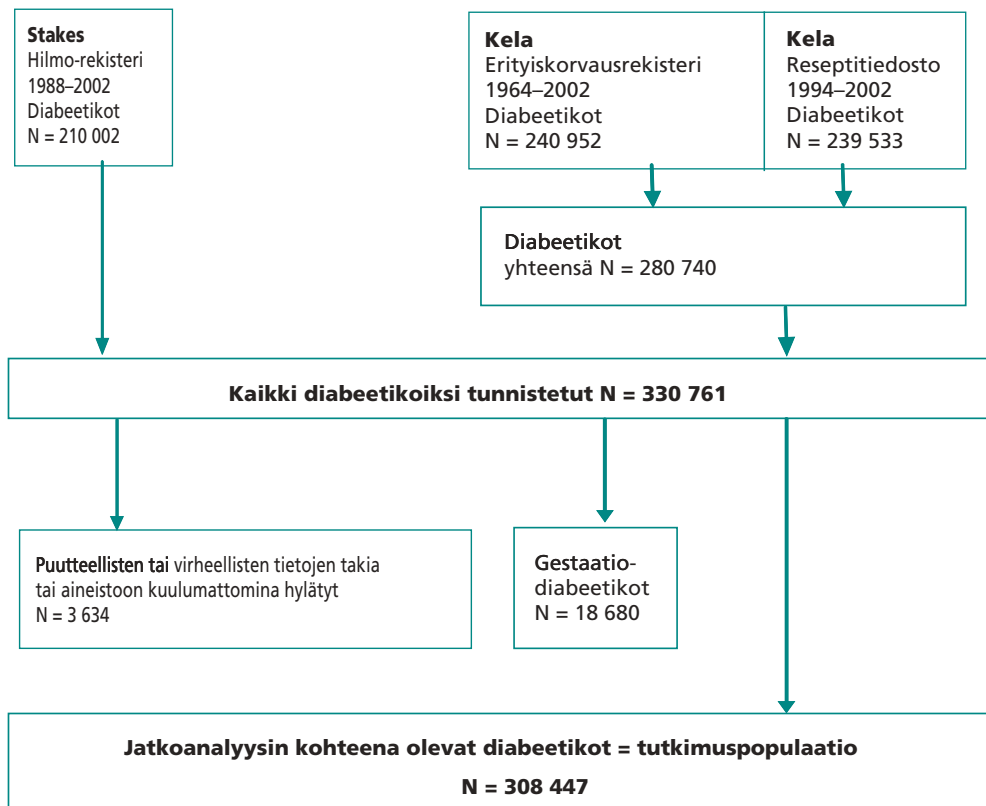 Stakes
Hilmo-rekisteri
1988–2002
Diabeetikot
N = 210 002
Kela
Erityiskorvausrekisteri
1964–2002
Diabeetikot
N = 240 952
Kela
Reseptitiedosto
1994–2002
Diabeetikot
N = 239 533
Diabeetikot
yhteensä N = 280 740
Kaikki diabeetikoiksi tunnistetut N = 330 761
Puutteellisten tai virheellisten tietojen takia
tai aineistoon kuulumattomina hylätyt
N = 3 634
Gestaatio-
diabeetikot
N = 18 680
Jatkoanalyysin kohteena olevat diabeetikot = tutkimuspopulaatio
N = 308 447